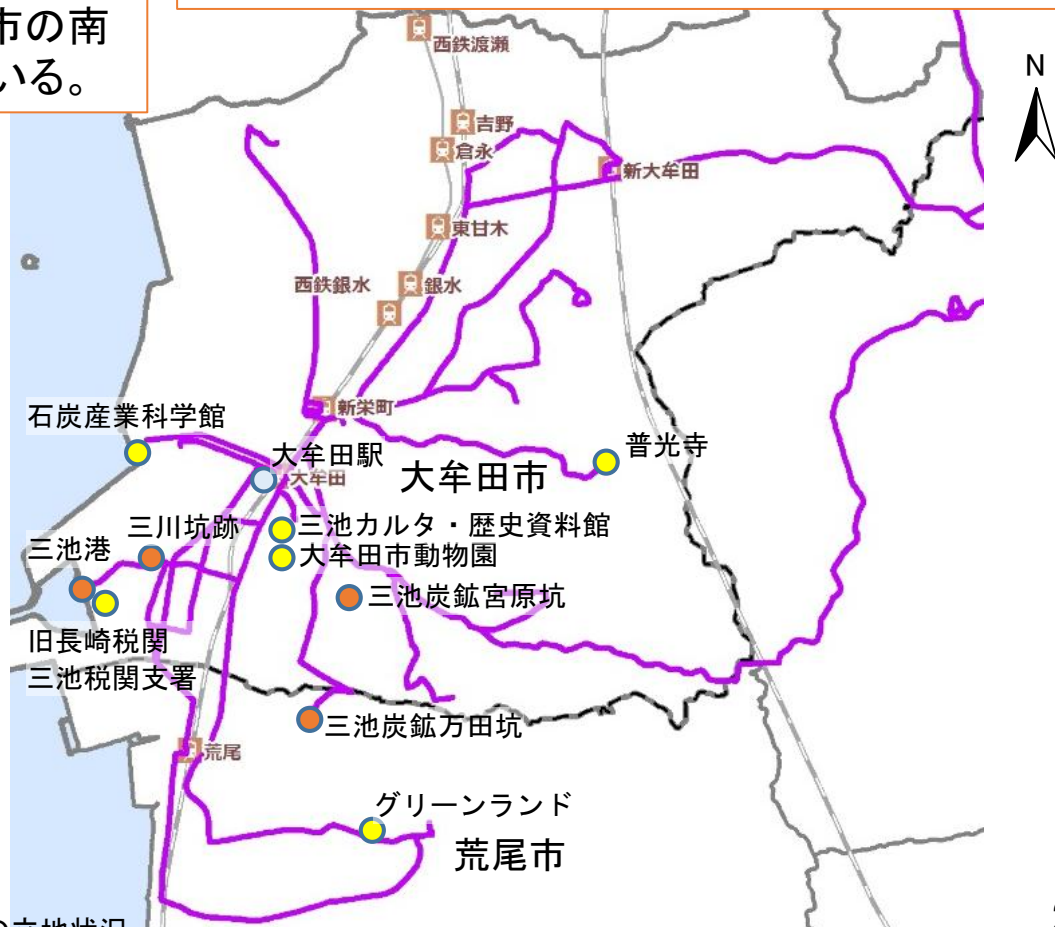 市の南
いる。
N
西鉄渡瀬
吉野
倉永
新大牟田
東甘木
西鉄銀水
銀水
新栄町
石炭産業科学館
大牟田駅
大牟田
大牟田市
普光寺
三川坑跡
三池カルタ・歴史資料館
三池港
大牟田市動物園
三池炭鉱宮原坑
旧長崎税関
三池税関支署
三池炭鉱万田坑
荒尾
グリーンランド
荒尾市
の立地状況